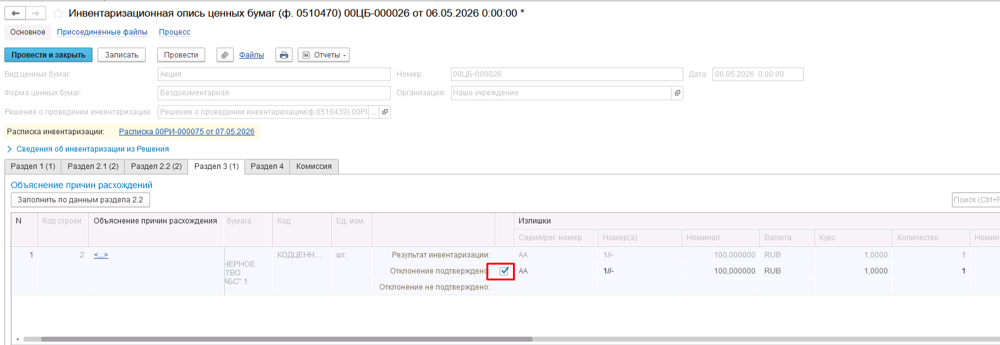 Инвентаризационная опись ценных бумаг (ф. 0510470) 00ЦБ-000026 от 06.05.2026 0:00:00 *
Основное Присоединенные файлы Процесс
Провести и закрыть Записать Провести Файлы Отчеты
Вид ценных бумаг: Акция Номер: 00ЦБ-000026 Дата: 06.05.2026 0:00:00
Форма ценных бумаг: Бездокументарная Организация: Наше учреждение
Решение о проведении инвентаризации: Решение о проведении инвентаризации(ф.0510439) 00РІ ...
Расписка инвентаризации: Расписка 00РИ-000075 от 07.05.2026
Сведения об инвентаризации из Решения
Раздел 1 (1) Раздел 2.1 (2) Раздел 2.2 (2) Раздел 3 (1) Раздел 4 Комиссия
Объяснение причин расхождений
Заполнить по данным раздела 2.2 Поиск (Ctrl+F
N Код строки Объяснение причин расхождения бумага Код Ед. изм. Излишки
Серия/рег. номер Номер(а) Номинал Валюта Курс Количество Номин
1 2 <...> КОДЦЕНН... шт. Результат инвентаризации: АА 1//- 100,000000 RUB 1,0000 1
НЕРНОЕ
ТВО
АБС" 1
Отклонение подтверждено: АА 1//- 100,000000 RUB 1,0000 1
Отклонение не подтверждено: